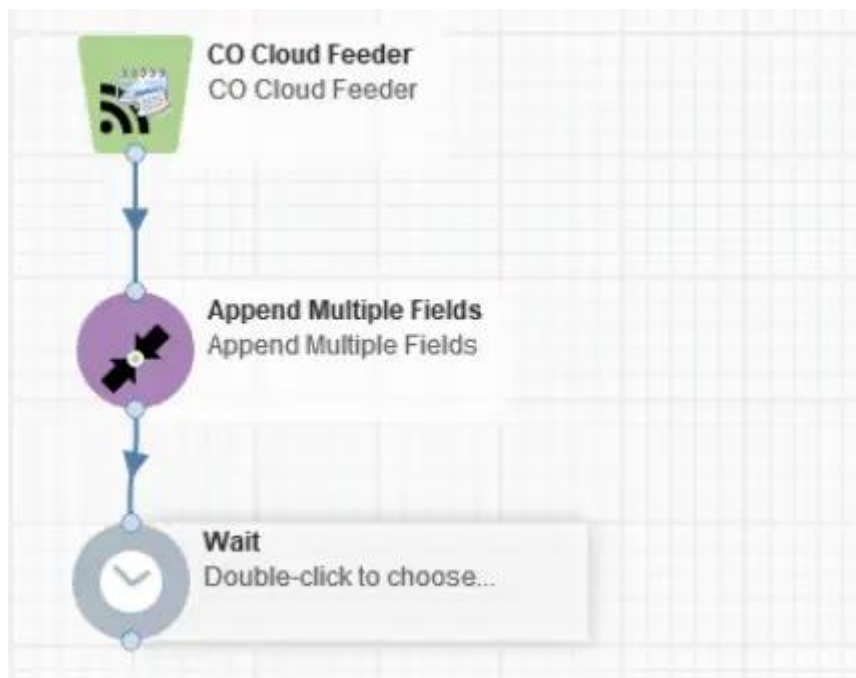 CO Cloud Feeder
CO Cloud Feeder
Append Multiple Fields
Append Multiple Fields
Wait
Double-click to choose...